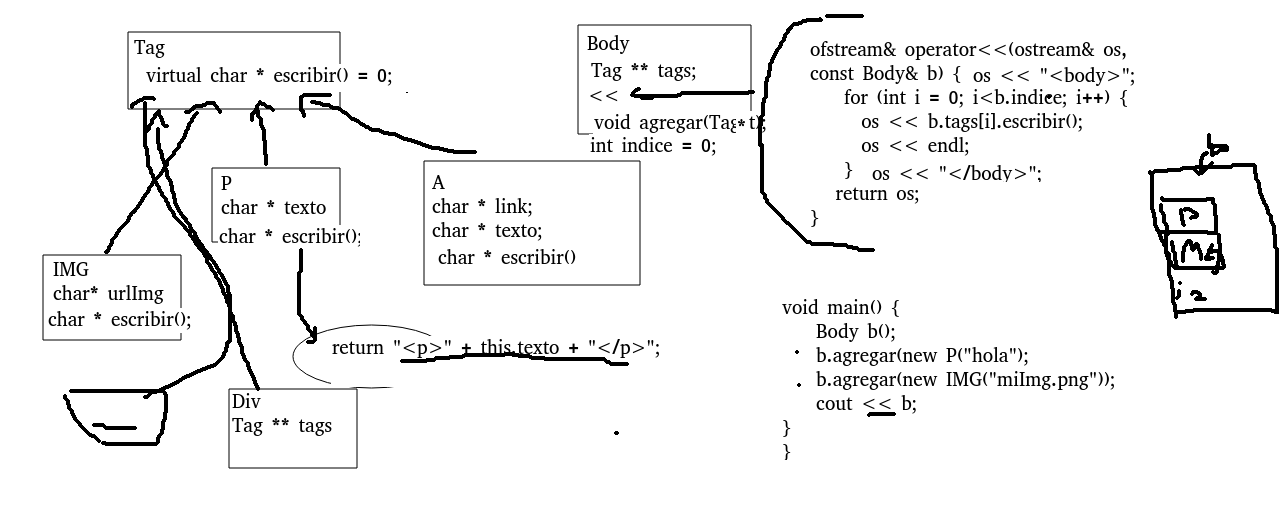 Tag
virtual char * escribir() = 0;
Body
Tag ** tags;
<<
void agregar(Tag* t);
int indice = 0;
ofstream& operator<<(ostream& os,
const Body& b) { os << "<body>";
for (int i = 0; i<b.indice; i++) {
os << b.tags[i].escribir();
os << endl;
} os << "</body>";
return os;
}
P
char * texto
char * escribir();
A
char * link;
char * texto;
char * escribir()
IMG
char* urlImg
char * escribir();
return "<p>" + this.texto + "</p>";
Div
Tag ** tags
void main() {
Body b();
b.agregar(new P("hola");
b.agregar(new IMG("miImg.png"));
cout << b;
}
}
b
P
i 2